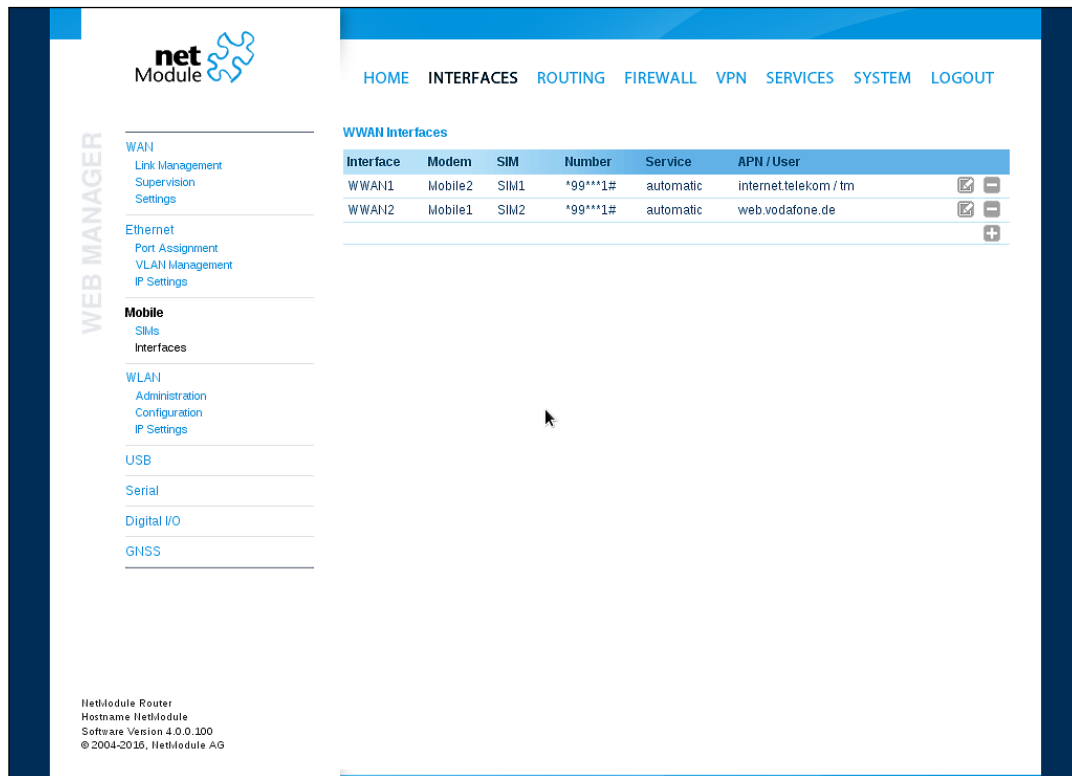 net
Module
HOME INTERFACES ROUTING FIREWALL VPN SERVICES SYSTEM LOGOUT
WEB MANAGER
WAN
Link Management
Supervision
Settings
Ethernet
Port Assignment
VLAN Management
IP Settings
Mobile
SIMs
Interfaces
WLAN
Administration
Configuration
IP Settings
USB
Serial
Digital I/O
GNSS
WWAN Interfaces
Interface Modem SIM Number Service APN / User
WWAN1 Mobile2 SIM1 *99***1# automatic internet.telekom / tm
WWAN2 Mobile1 SIM2 *99***1# automatic web.vodafone.de
NetModule Router
Hostname NetModule
Software Version 4.0.0.100
© 2004-2016, NetModule AG